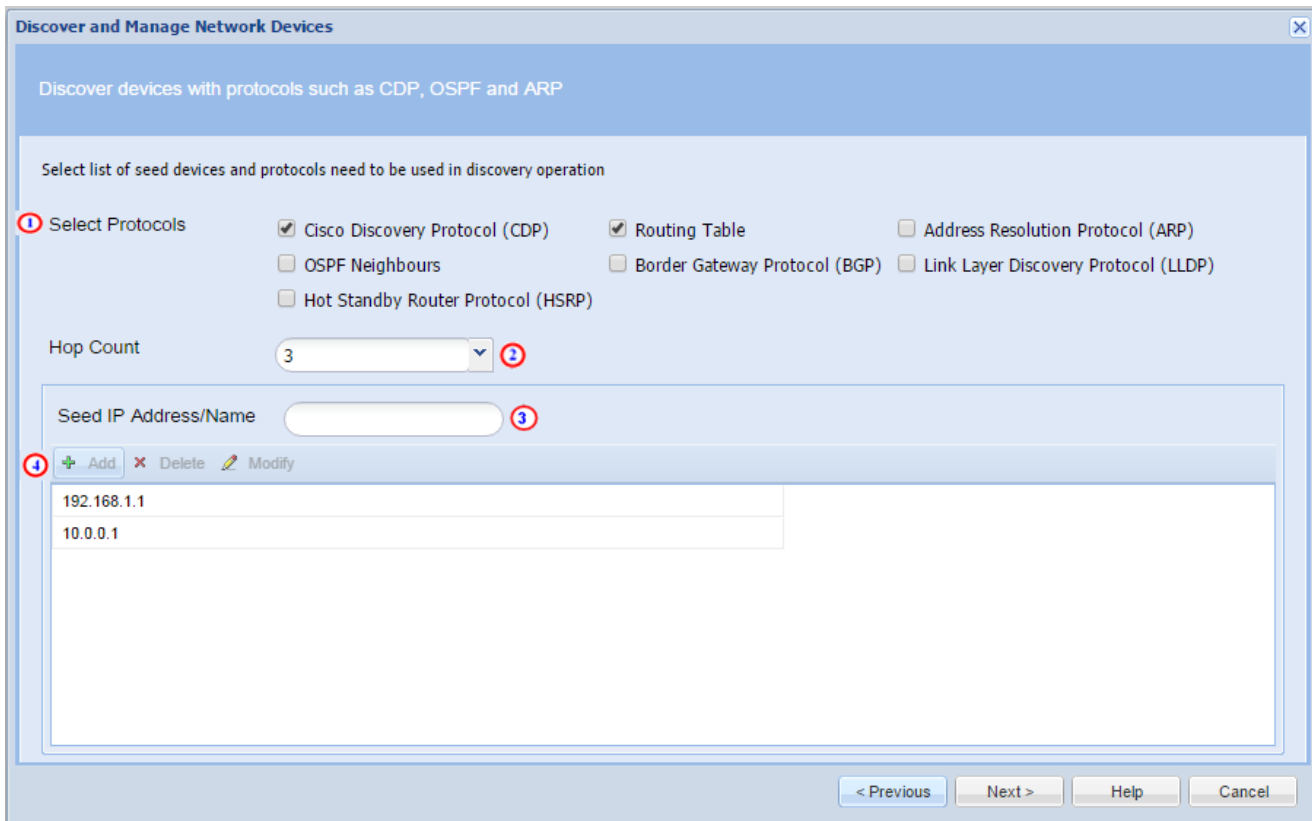 Discover and Manage Network Devices
Discover devices with protocols such as CDP, OSPF and ARP
Select list of seed devices and protocols need to be used in discovery operation
1 Select Protocols
Cisco Discovery Protocol (CDP) Routing Table Address Resolution Protocol (ARP)
OSPF Neighbours Border Gateway Protocol (BGP) Link Layer Discovery Protocol (LLDP)
Hot Standby Router Protocol (HSRP)
Hop Count 3 2
Seed IP Address/Name 3
4 Add Delete Modify
192.168.1.1
10.0.0.1
< Previous Next > Help Cancel